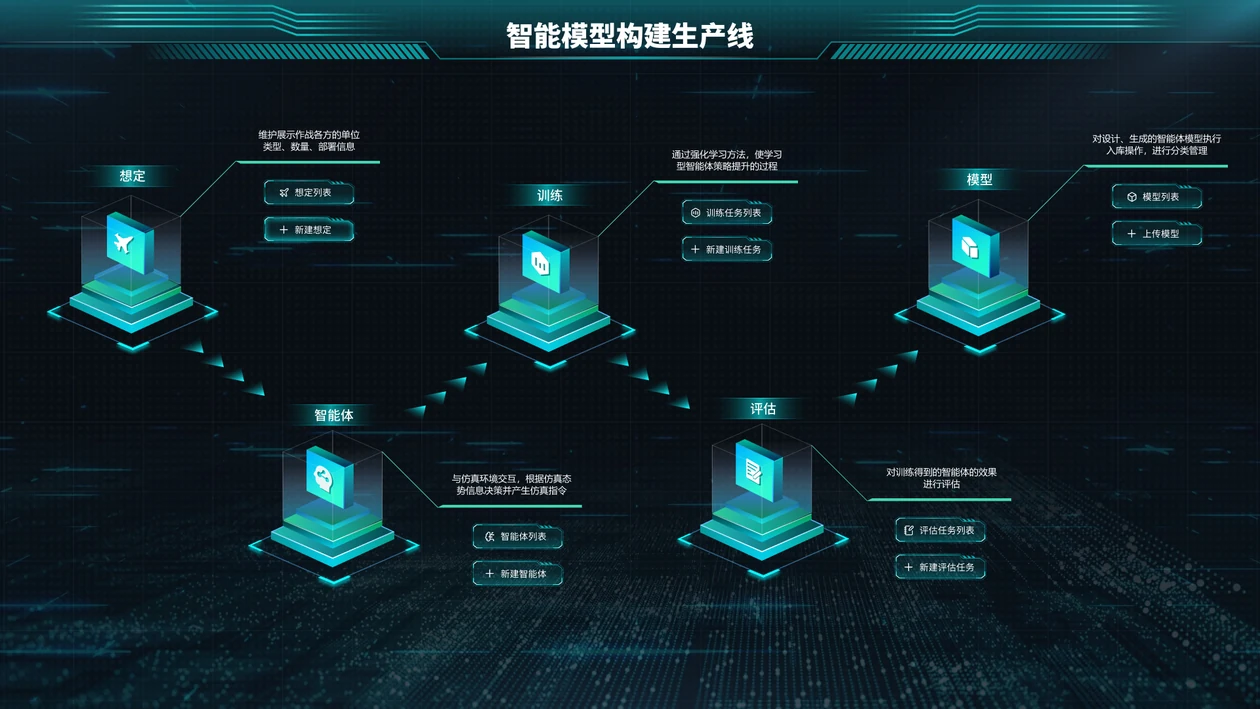 智能模型构建生产线
想定
维护展示作战各方的单位
类型、数量、部署信息
想定列表
新建想定
智能体
与仿真环境交互，根据仿真态
势信息决策并产生仿真指令
智能体列表
新建智能体
训练
通过强化学习方法，使学习
型智能体策略提升的过程
训练任务列表
新建训练任务
评估
对训练得到的智能体的效果
进行评估
评估任务列表
新建评估任务
模型
对设计、生成的智能体模型执行
入库操作，进行分类管理
模型列表
上传模型